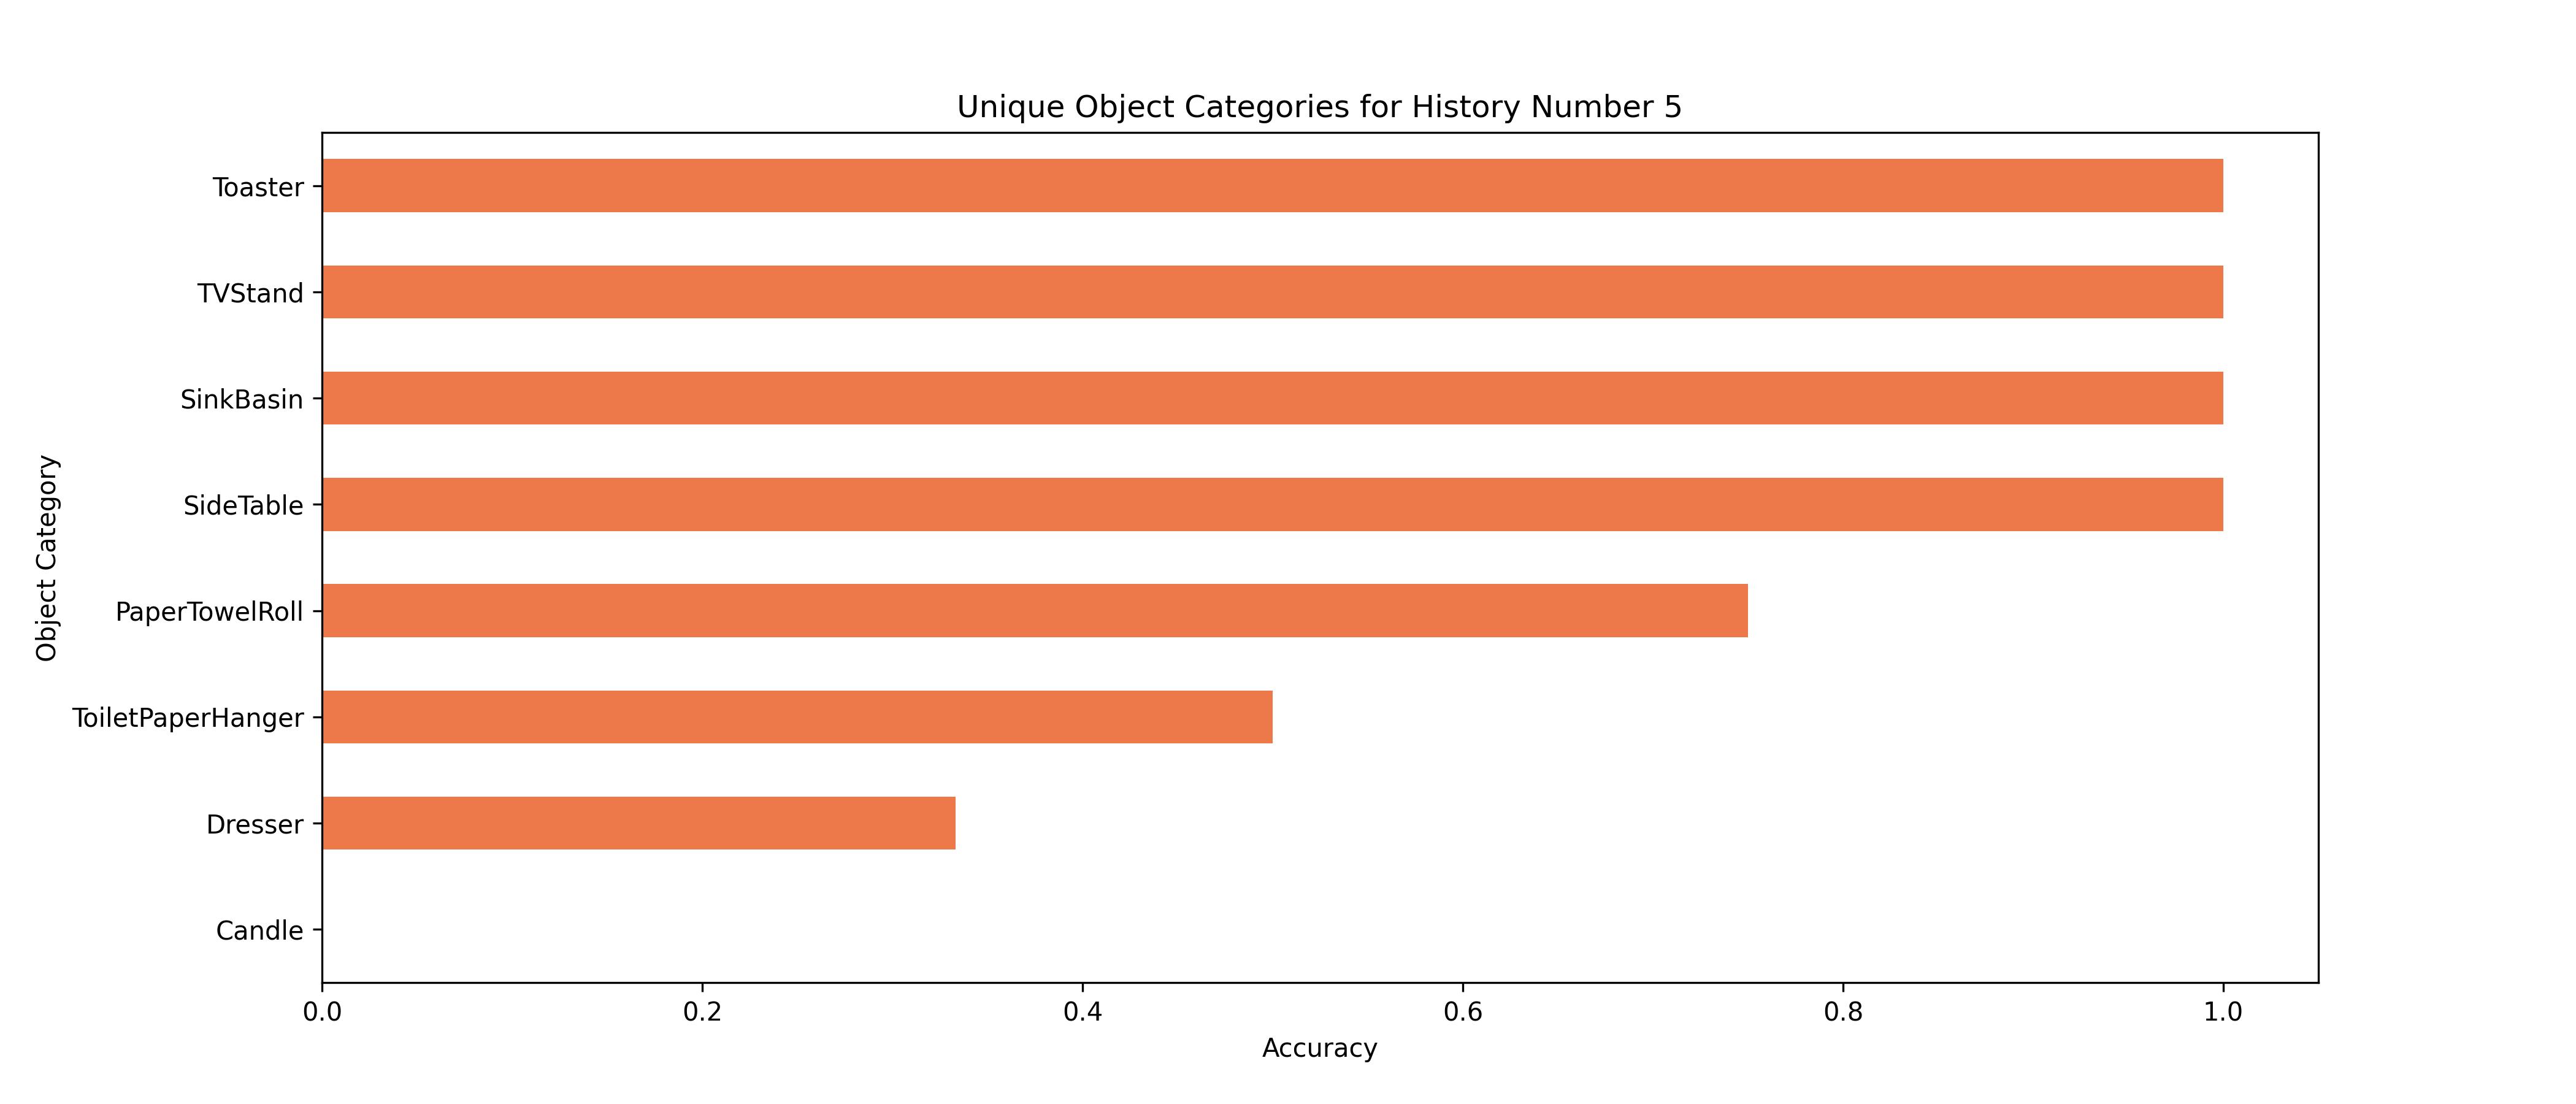 Unique Object Categories for History Number 5
Toaster
TVStand
SinkBasin
SideTable
PaperTowelRoll
ToiletPaperHanger
Dresser
Candle
Object Category
0.0 0.2 0.4 0.6 0.8 1.0
Accuracy